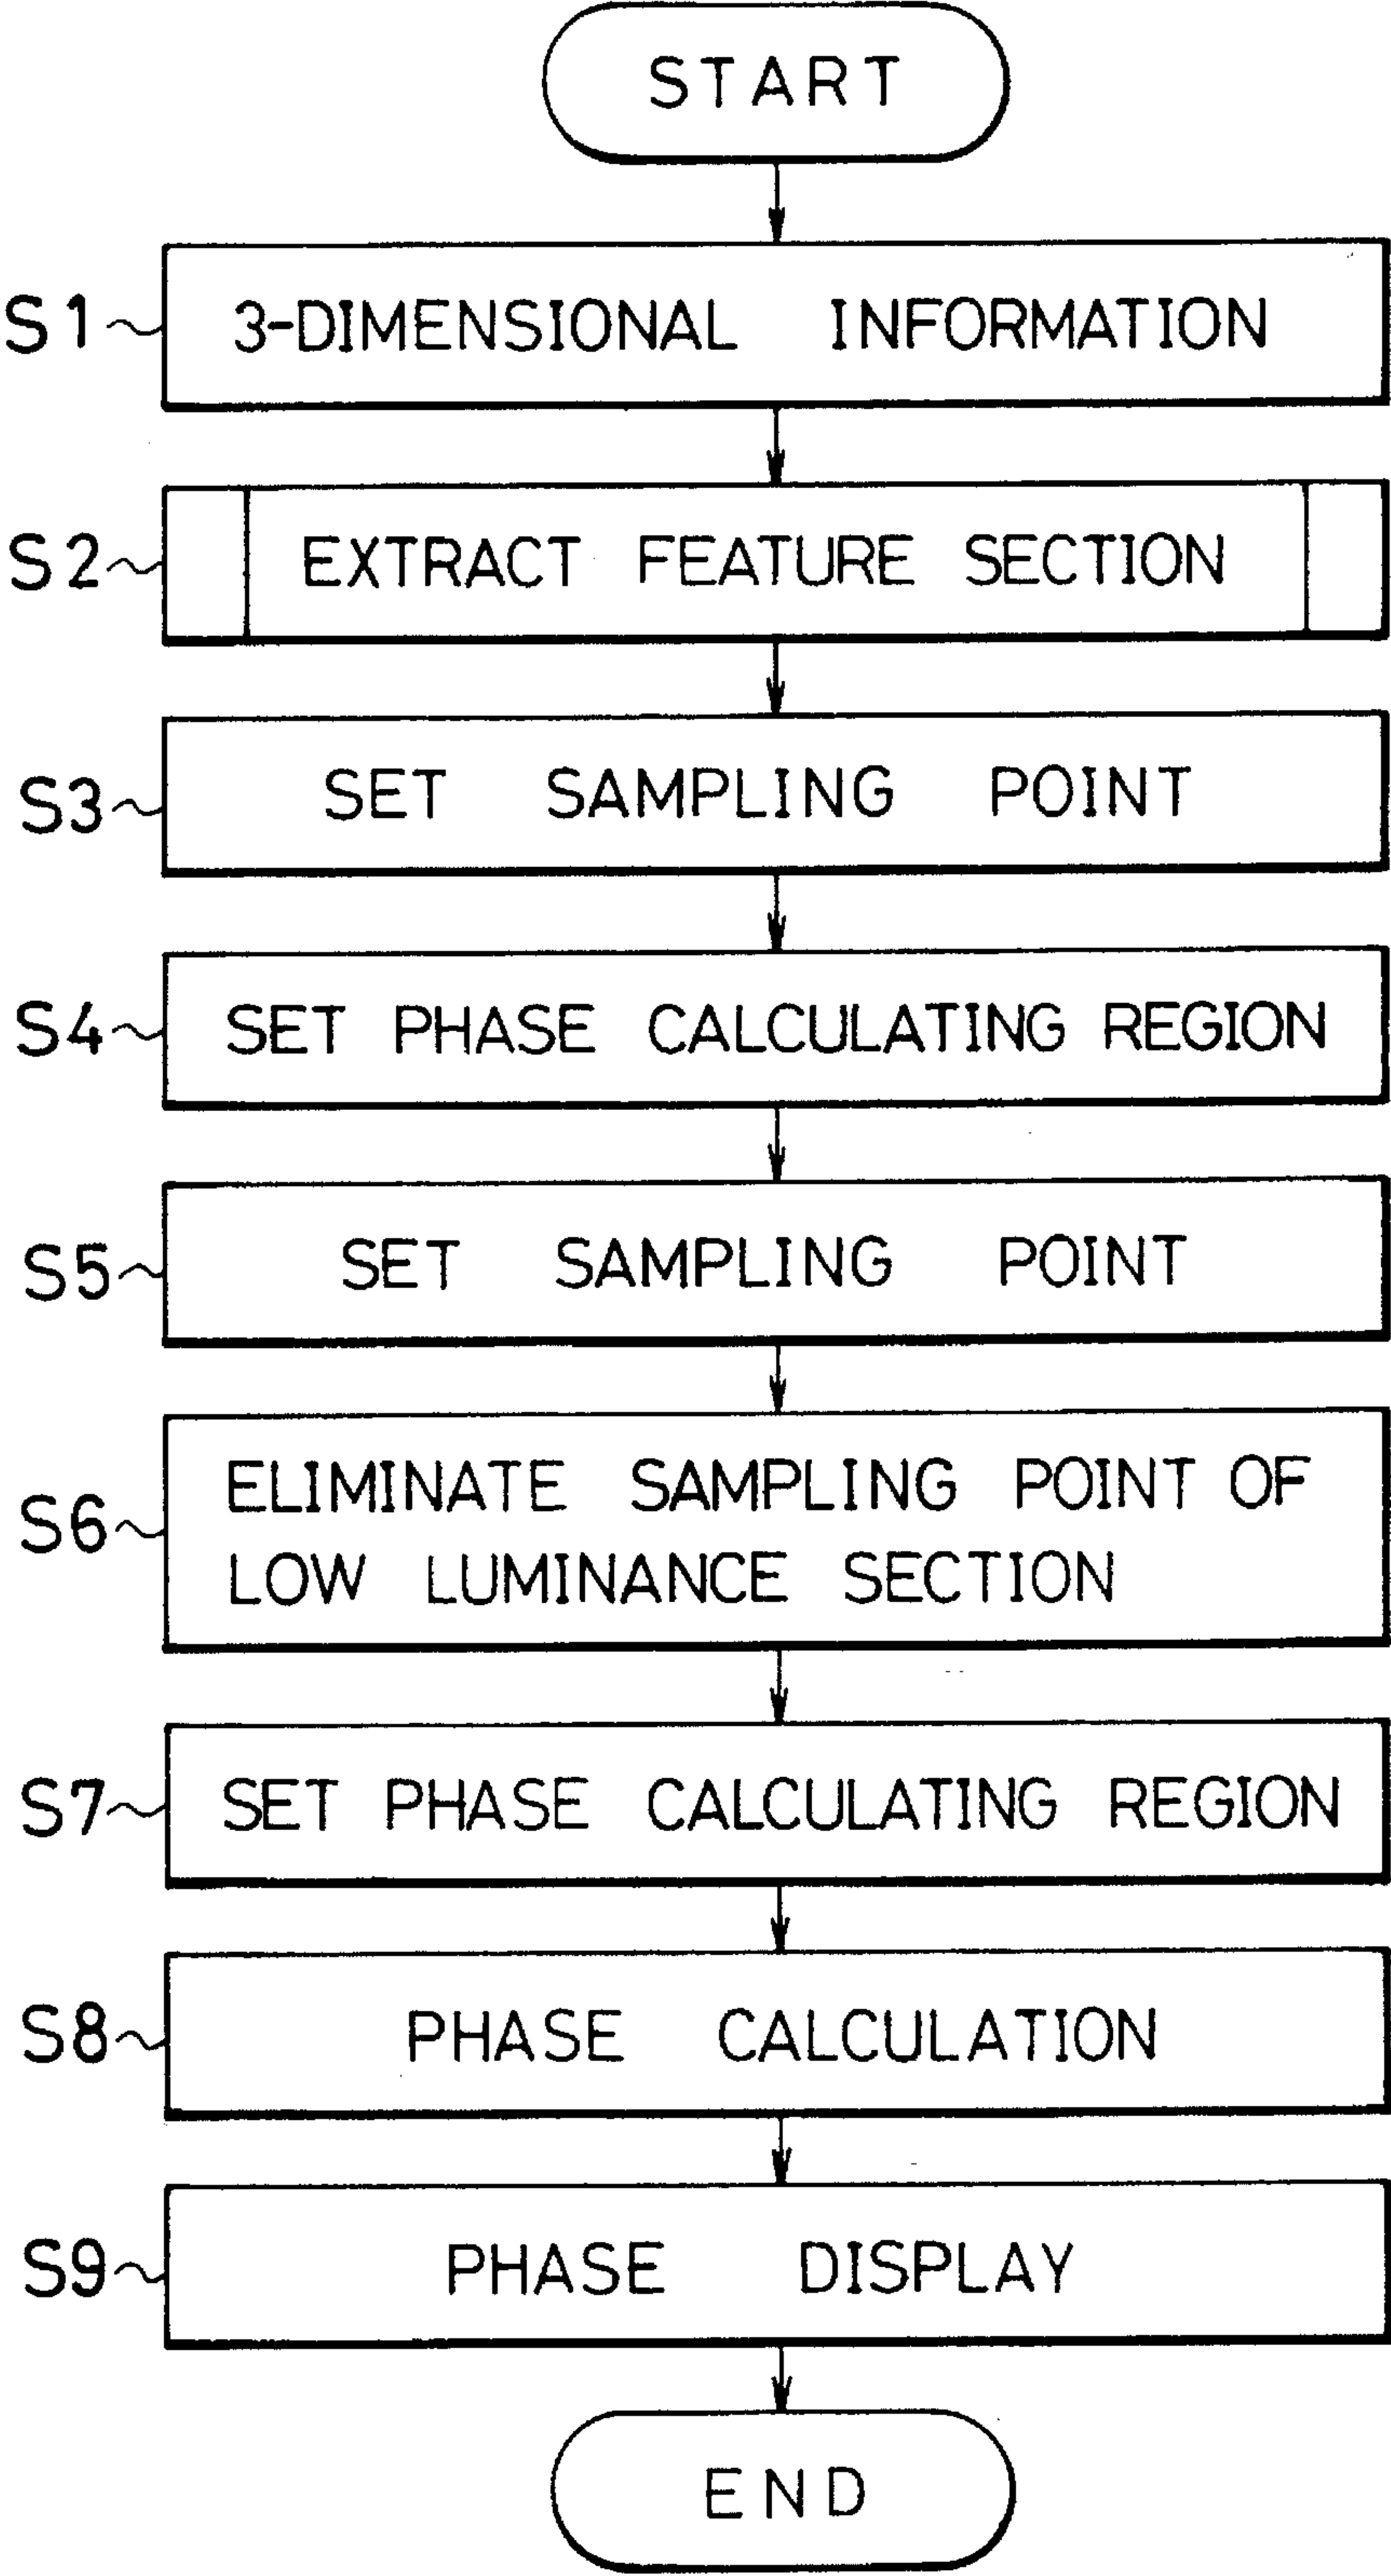 START
S1 3-DIMENSIONAL INFORMATION
S2 EXTRACT FEATURE SECTION
S3 SET SAMPLING POINT
S4 SET PHASE CALCULATING REGION
S5 SET SAMPLING POINT
S6 ELIMINATE SAMPLING POINT OF
LOW LUMINANCE SECTION
S7 SET PHASE CALCULATING REGION
S8 PHASE CALCULATION
S9 PHASE DISPLAY
END